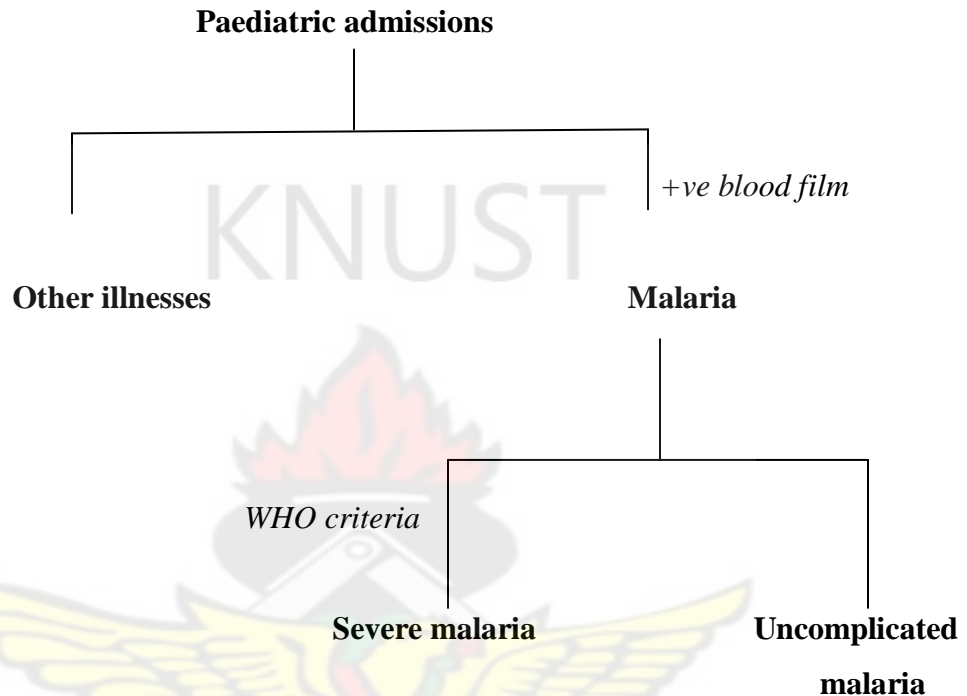 Paediatric admissions
+ve blood film
KNUST
Other illnesses
Malaria
WHO criteria
Severe malaria
Uncomplicated
malaria